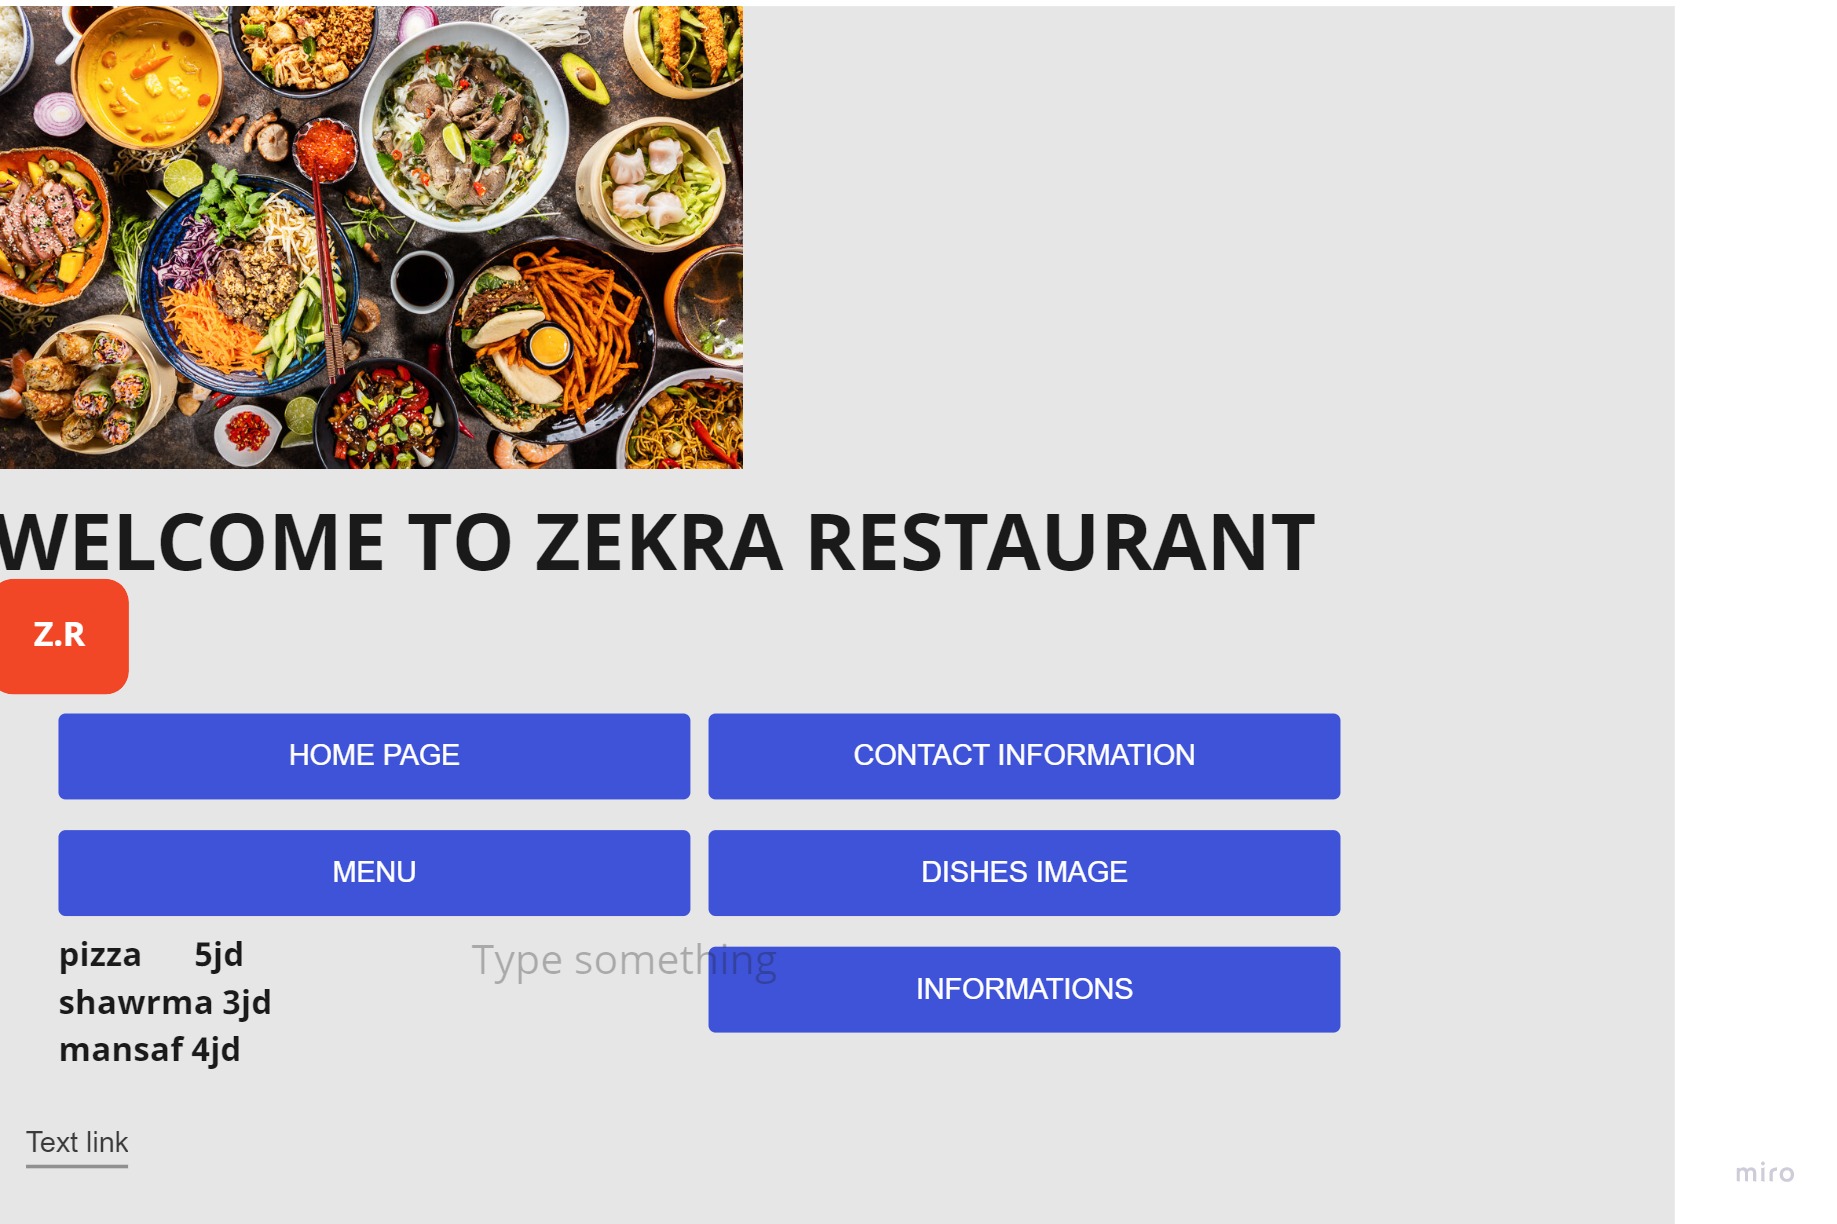 WELCOME TO ZEKRA RESTAURANT
Z.R
HOME PAGE
CONTACT INFORMATION
MENU
DISHES IMAGE
pizza 5jd
Type something
INFORMATIONS
shawrma 3jd
mansaf 4jd
Text link
miro